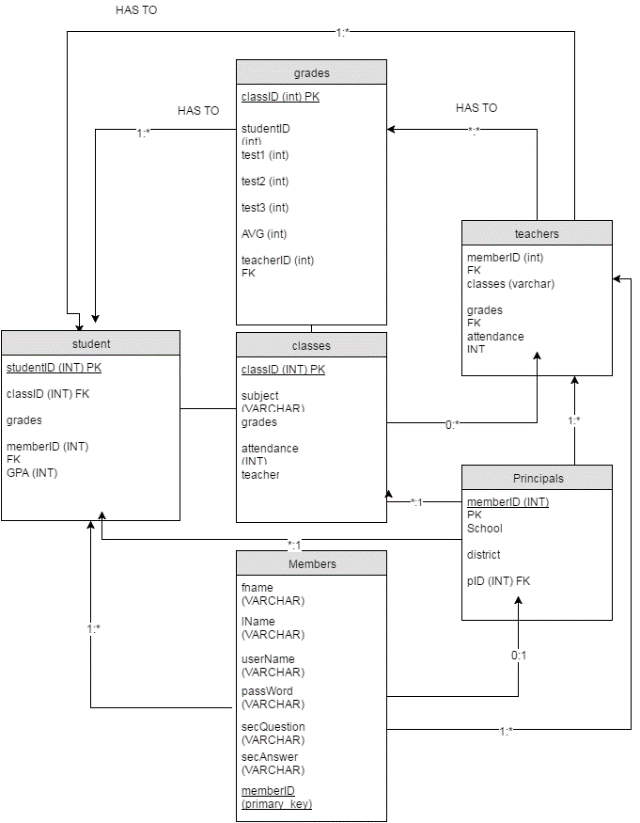 HAS TO
1:*
grades
classID (int) PK
studentID
(int)
test1 (int)
test2 (int)
test3 (int)
AVG (int)
teacherID (int)
FK
HAS TO
1:*
HAS TO
*:*
teachers
memberID (int)
FK
classes (varchar)
grades
FK
attendance
INT
student
studentID (INT) PK
classID (INT) FK
grades
memberID (INT)
FK
GPA (INT)
classes
classID (INT) PK
subject
(VARCHAR)
grades
attendance
(INT)
teacher
0:*
1:*
*:1
Principals
memberID (INT)
PK
School
district
pID (INT) FK
*:1
Members
fname
(VARCHAR)
lName
(VARCHAR)
userName
(VARCHAR)
passWord
(VARCHAR)
secQuestion
(VARCHAR)
secAnswer
(VARCHAR)
memberID
(primary_key)
1:*
0:1
1:*